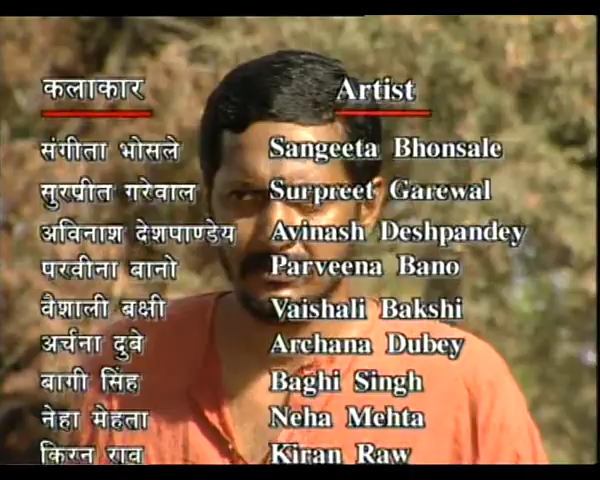 कलाकार Artist
संगीता भोसले Sangeeta Bhonsale
सुरप्रीत गरेवाल Surpreet Garewal
अविनाश देशपाण्डेय Avinash Deshpandey
परवीना बानो Parveena Bano
वैशाली बक्षी Vaishali Bakshi
अर्चना दुबे Archana Dubey
बागी सिंह Baghi Singh
नेहा मेहता Neha Mehta
किरन राव Kiran Raw